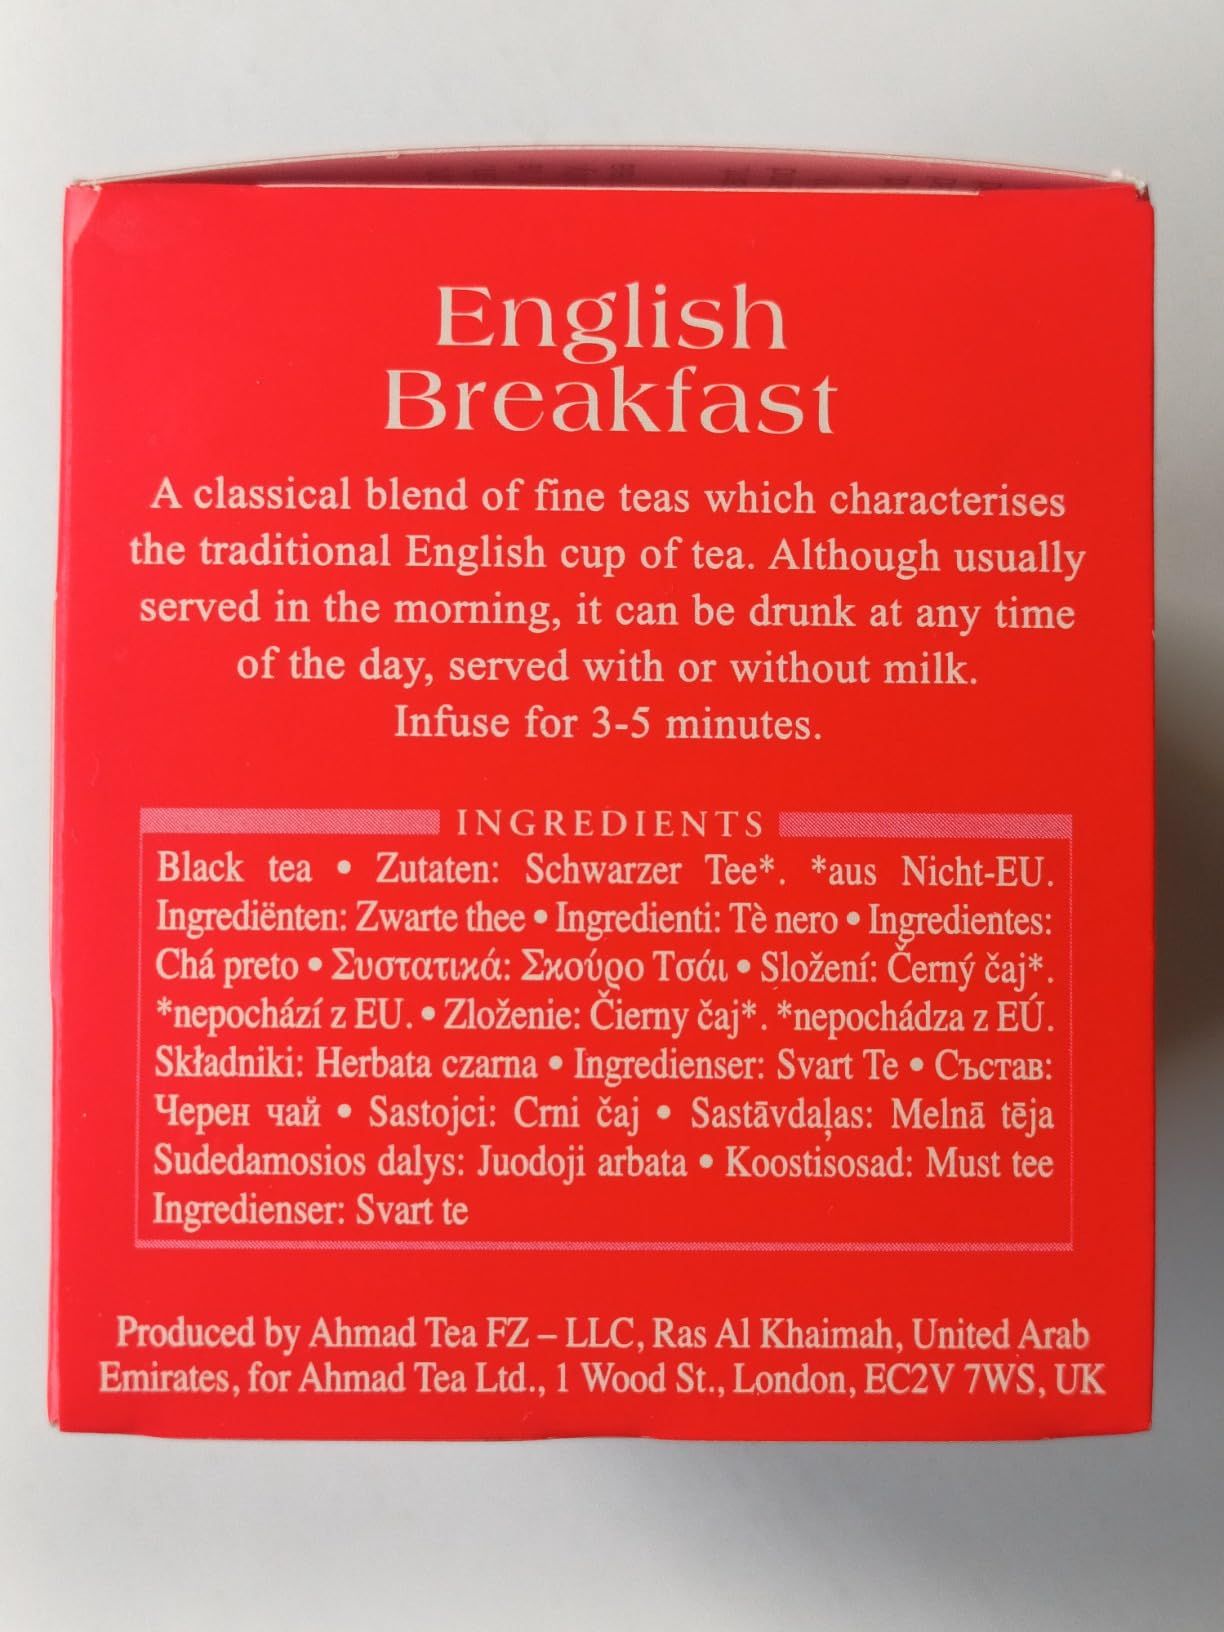 English
Breakfast
A classical blend of fine teas which characterises
the traditional English cup of tea. Although usually
served in the morning, it can be drunk at any time
of the day, served with or without milk.
Infuse for 3-5 minutes.
INGREDIENTS
Black tea • Zutaten: Schwarzer Tee*. *aus Nicht-EU.
Ingrediënten: Zwarte thee • Ingredienti: Tè nero • Ingredientes:
Chá preto • Συστατικά: Σκούρο Τσάι • Složení: Černý čaj*.
*nepochází z EU. • Zloženie: Čierny čaj*. *nepochádza z EÚ.
Składniki: Herbata czarna • Ingredienser: Svart Te • Състав:
Черен чай • Sastojci: Crni čaj • Sastāvdaļas: Melnā tēja
Sudedamosios dalys: Juodoji arbata • Koostisosad: Must tee
Ingredienser: Svart te
Produced by Ahmad Tea FZ – LLC, Ras Al Khaimah, United Arab
Emirates, for Ahmad Tea Ltd., 1 Wood St., London, EC2V 7WS, UK